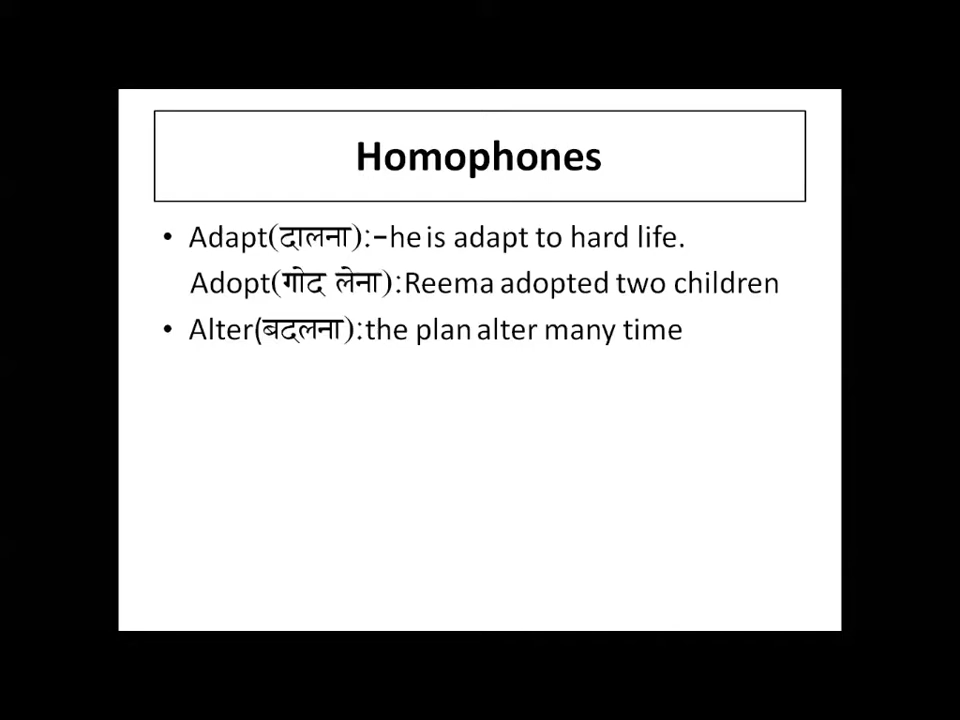 Homophones
• Adapt(दालना):-he is adapt to hard life.
Adopt(गोद लेना):Reema adopted two children
• Alter(बदलना):the plan alter many time